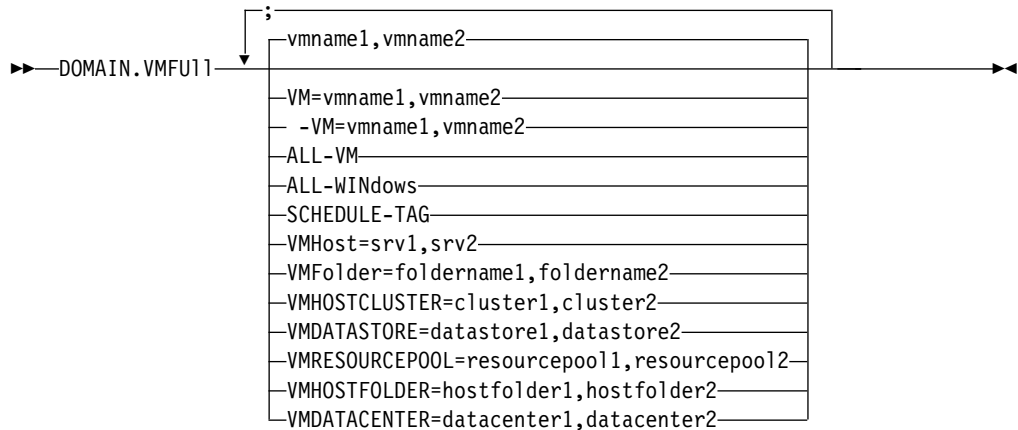 ;
vmname1,vmname2
DOMAIN.VMFUll
VM=vmname1,vmname2
-VM=vmname1,vmname2
ALL-VM
ALL-WINdows
SCHEDULE-TAG
VMHost=srv1,srv2
VMFolder=foldername1,foldername2
VMHOSTCLUSTER=cluster1,cluster2
VMDATASTORE=datastore1,datastore2
VMRESOURCEPOOL=resourcepool1,resourcepool2
VMHOSTFOLDER=hostfolder1,hostfolder2
VMDATACENTER=datacenter1,datacenter2